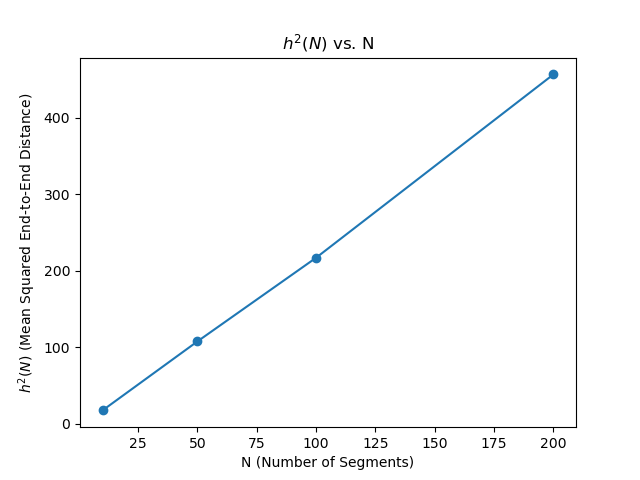 h²(N) vs. N
h²(N) (Mean Squared End-to-End Distance)
400
300
200
100
0
25 50 75 100 125 150 175 200
N (Number of Segments)